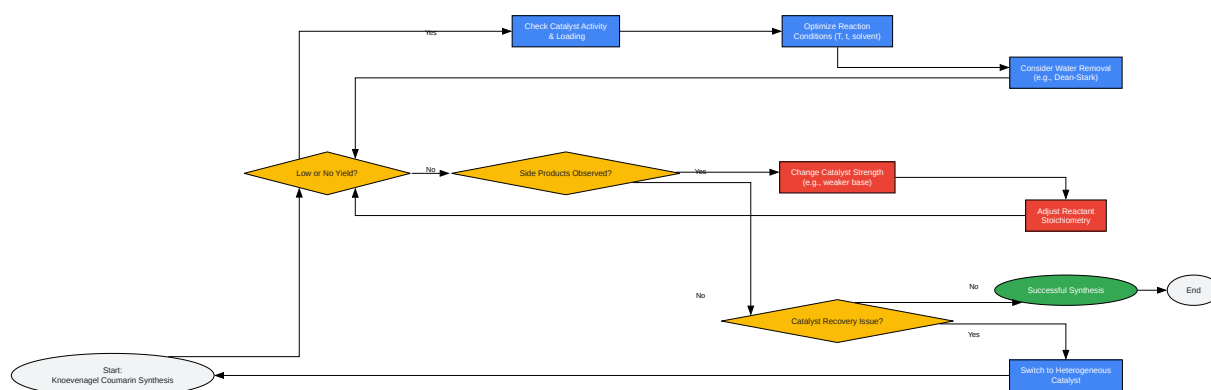 Yes
Check Catalyst Activity
& Loading
Optimize Reaction
Conditions (T, t, solvent)
Consider Water Removal
(e.g., Dean-Stark)
Low or No Yield?
No
Side Products Observed?
Yes
Change Catalyst Strength
(e.g., weaker base)
Adjust Reactant
Stoichiometry
No
No
Successful Synthesis
End
Catalyst Recovery Issue?
Yes
Start:
Knoevenagel Coumarin Synthesis
Switch to Heterogeneous
Catalyst